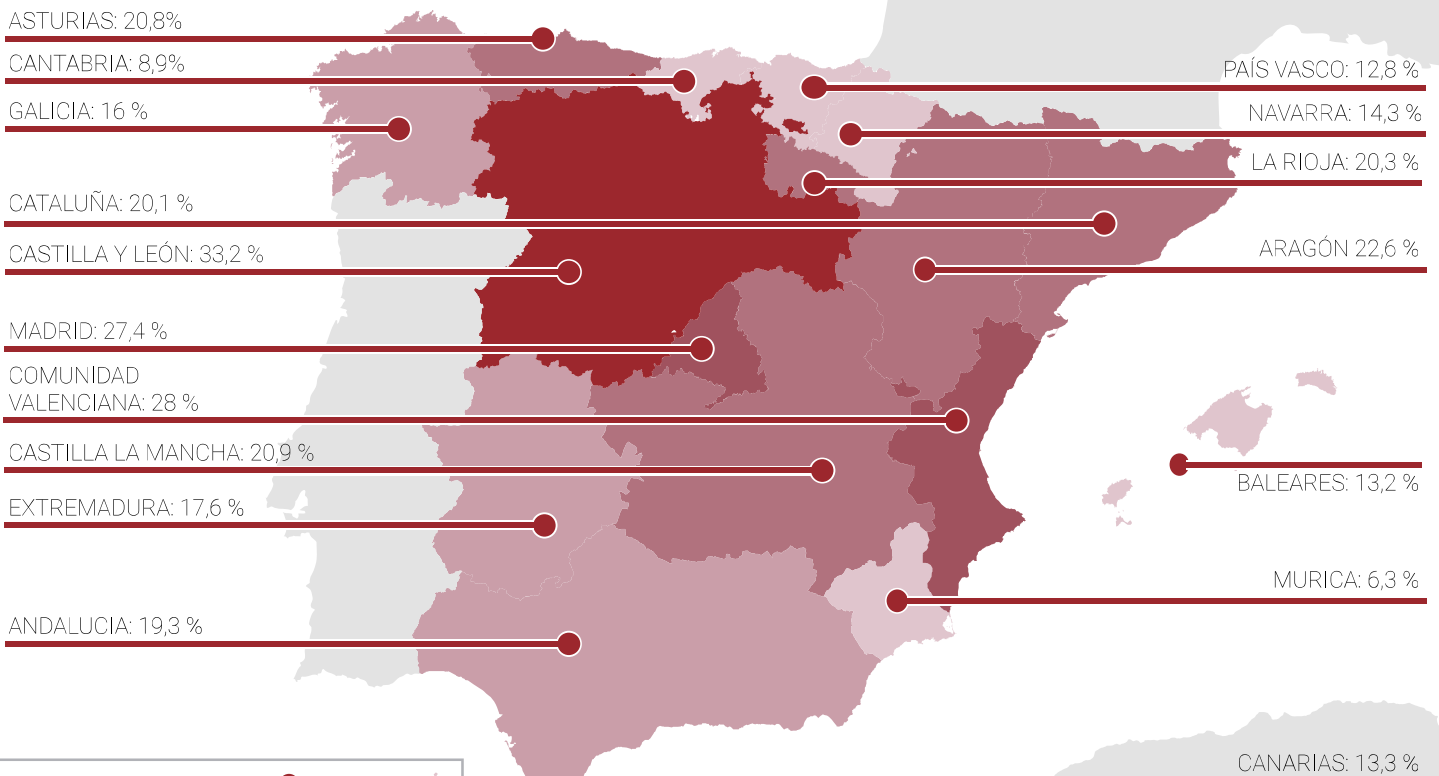 ASTURIAS: 20,8%
CANTABRIA: 8,9%
GALICIA: 16 %
CATALUÑA: 20,1 %
CASTILLA Y LEÓN: 33,2 %
MADRID: 27,4 %
COMUNIDAD
VALENCIANA: 28 %
CASTILLA LA MANCHA: 20,9 %
EXTREMADURA: 17,6 %
ANDALUCIA: 19,3 %
PAÍS VASCO: 12,8 %
NAVARRA: 14,3 %
LA RIOJA: 20,3 %
ARAGÓN 22,6 %
BALEARES: 13,2 %
MURICA: 6,3 %
CANARIAS: 13,3 %